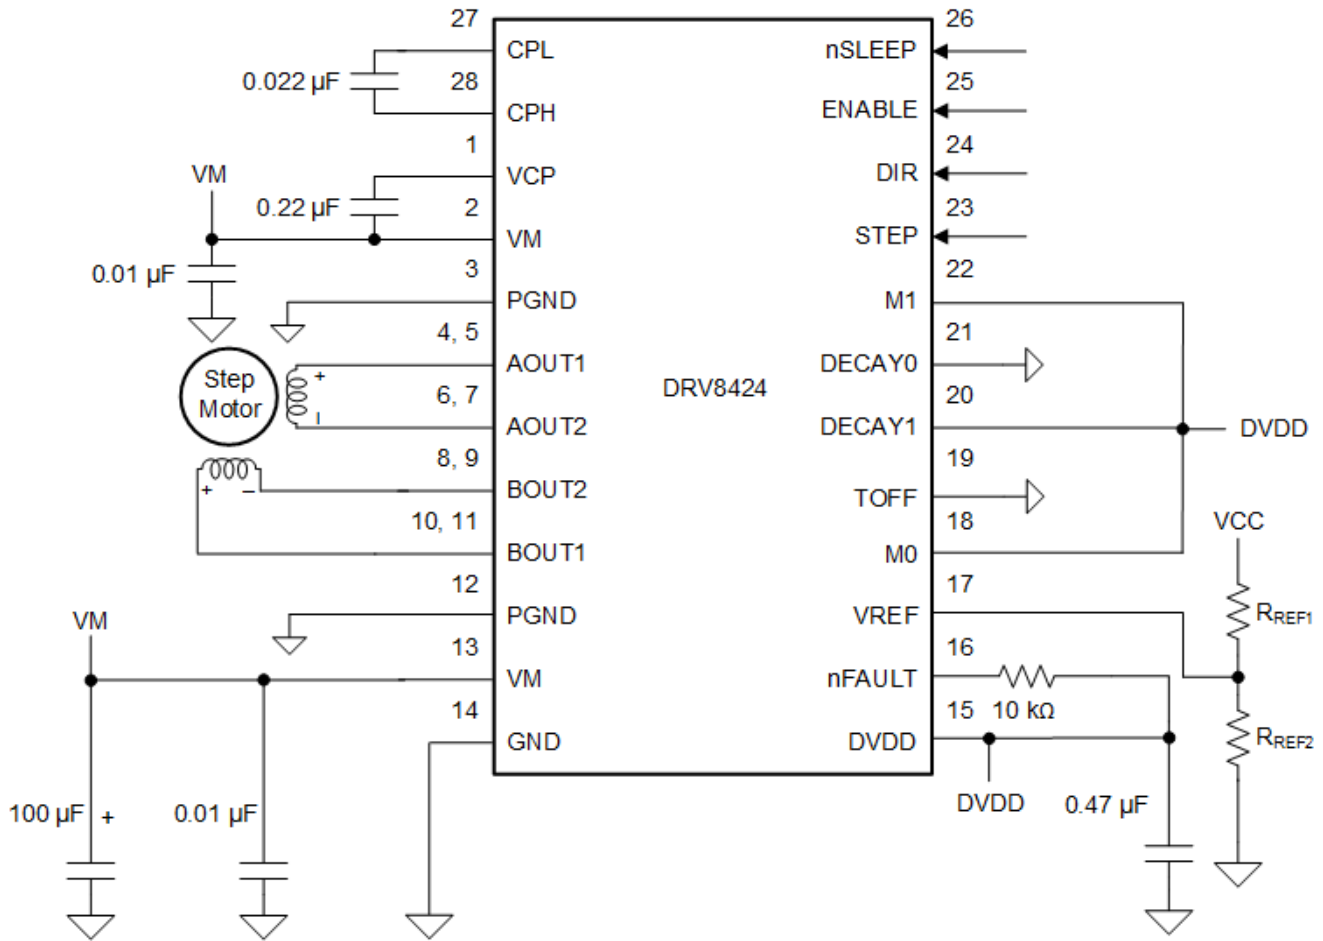 27
26
CPL
nSLEEP
0.022 µF
28
25
CPH
ENABLE
1
24
VM
VCP
DIR
0.22 µF
2
23
VM
STEP
0.01 µF
3
22
PGND
M1
4, 5
21
AOUT1
DECAY0
Step
Motor
+
–
6, 7
DRV8424
20
AOUT2
DECAY1
DVDD
8, 9
19
+ –
BOUT2
TOFF
10, 11
18
VCC
BOUT1
M0
12
17
RREF1
VM
PGND
VREF
13
16
VM
nFAULT
14
15
10 kΩ
RREF2
GND
DVDD
100 µF +
0.01 µF
DVDD
0.47 µF